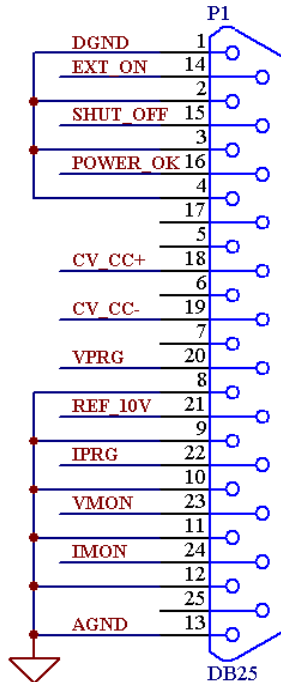 P1
DGND 1
EXT_ON 14
2
SHUT_OFF 15
3
POWER_OK 16
4
17
5
CV_CC+ 18
6
CV_CC- 19
7
VPRG 20
8
REF_10V 21
9
IPRG 22
10
VMON 23
11
IMON 24
12
25
AGND 13
DB25